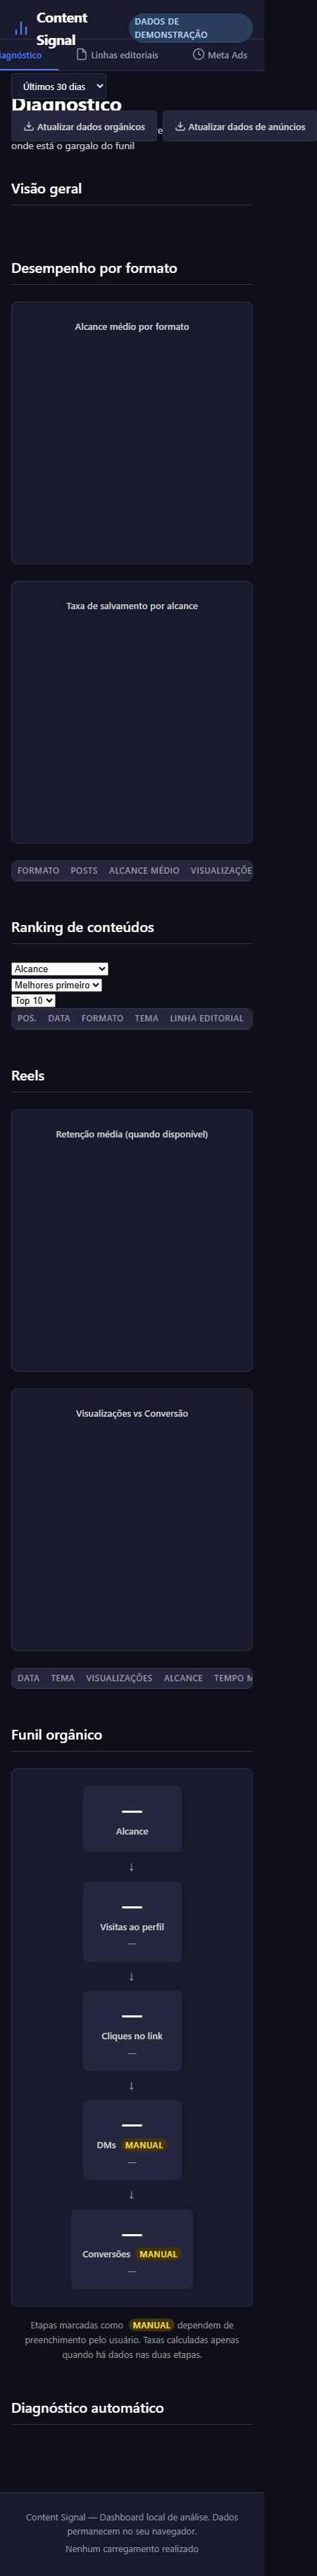 Content Signal
DADOS DE DEMONSTRAÇÃO
Linhas editoriais
Meta Ads
Últimos 30 dias
Diagnóstico
Atualizar dados orgânicos
Atualizar dados de anúncios
onde está o gargalo do funil
Visão geral
Desempenho por formato
Alcance médio por formato
Taxa de salvamento por alcance
FORMATO POSTS ALCANCE MÉDIO
Ranking de conteúdos
Alcance
Melhores primeiro
Top 10
POS. DATA FORMATO TEMA LINHA EDITORIAL
Reels
Retenção média (quando disponível)
Visualizações vs Conversão
DATA TEMA VISUALIZAÇÕES ALCANCE TEMPO
Funil orgânico
—
Alcance
↓
—
Visitas ao perfil
—
↓
—
Cliques no link
—
↓
—
DMs MANUAL
—
↓
—
Conversões MANUAL
—
Etapas marcadas como MANUAL dependem de
preenchimento pelo usuário. Taxas calculadas apenas
quando há dados nas duas etapas.
Diagnóstico automático
Content Signal — Dashboard local de análise. Dados
permanecem no seu navegador.
Nenhum carregamento realizado